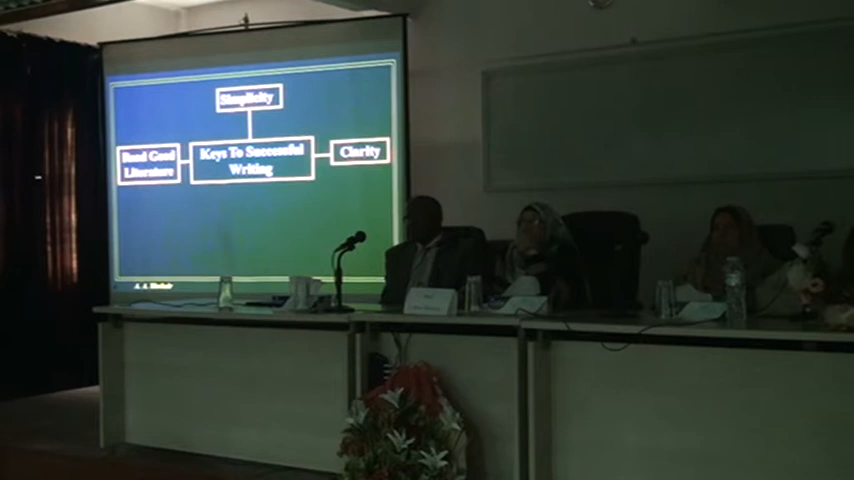 Simplicity
Read Good
Literature
Keys To Successful
Writing
Clarity